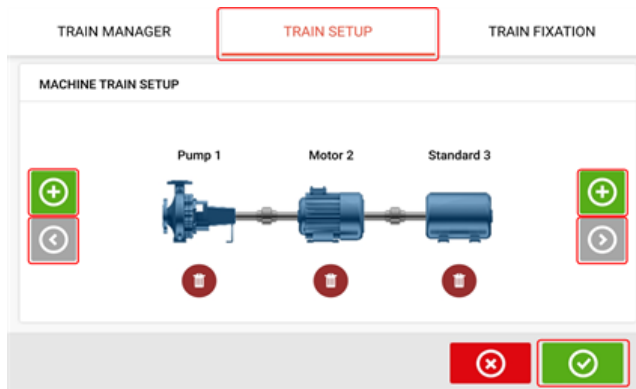 TRAIN MANAGER TRAIN SETUP TRAIN FIXATION
MACHINE TRAIN SETUP
Pump 1 Motor 2 Standard 3